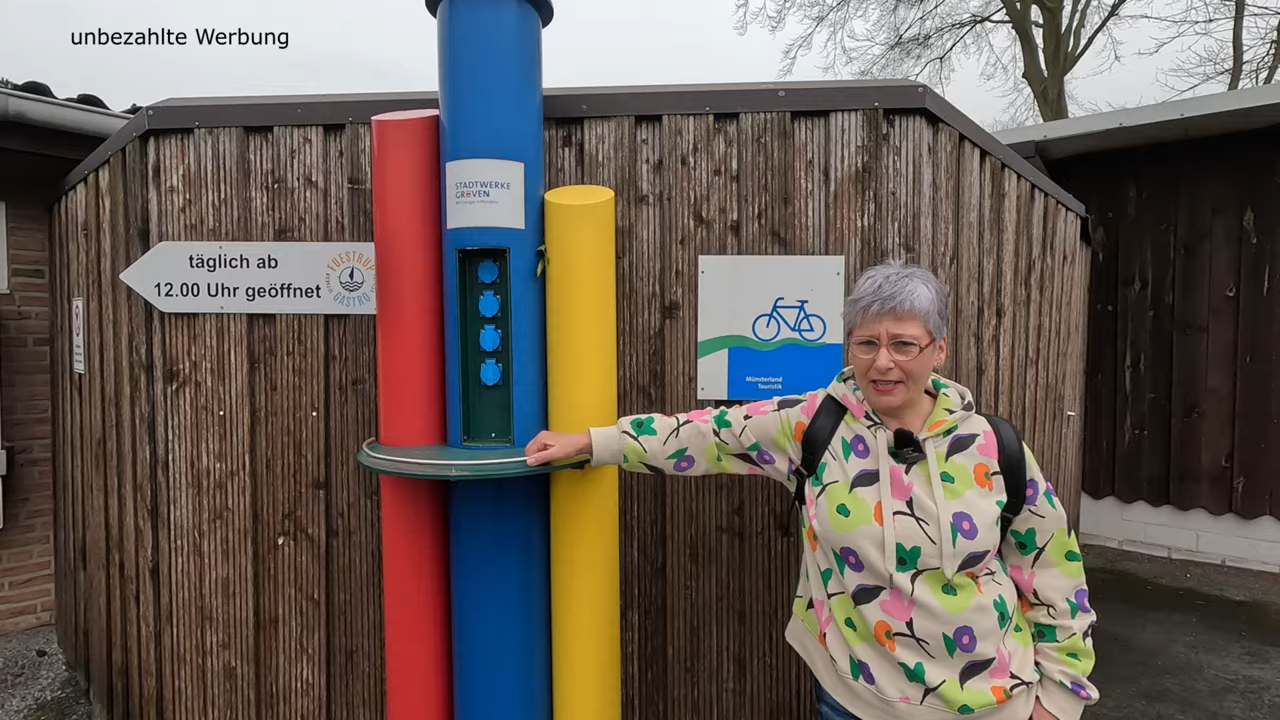 unbezahlte Werbung
STADTWERKE
GREVEN
täglich ab
12.00 Uhr geöffnet
FUESTRUP
GASTRO
Münsterland
Touristik